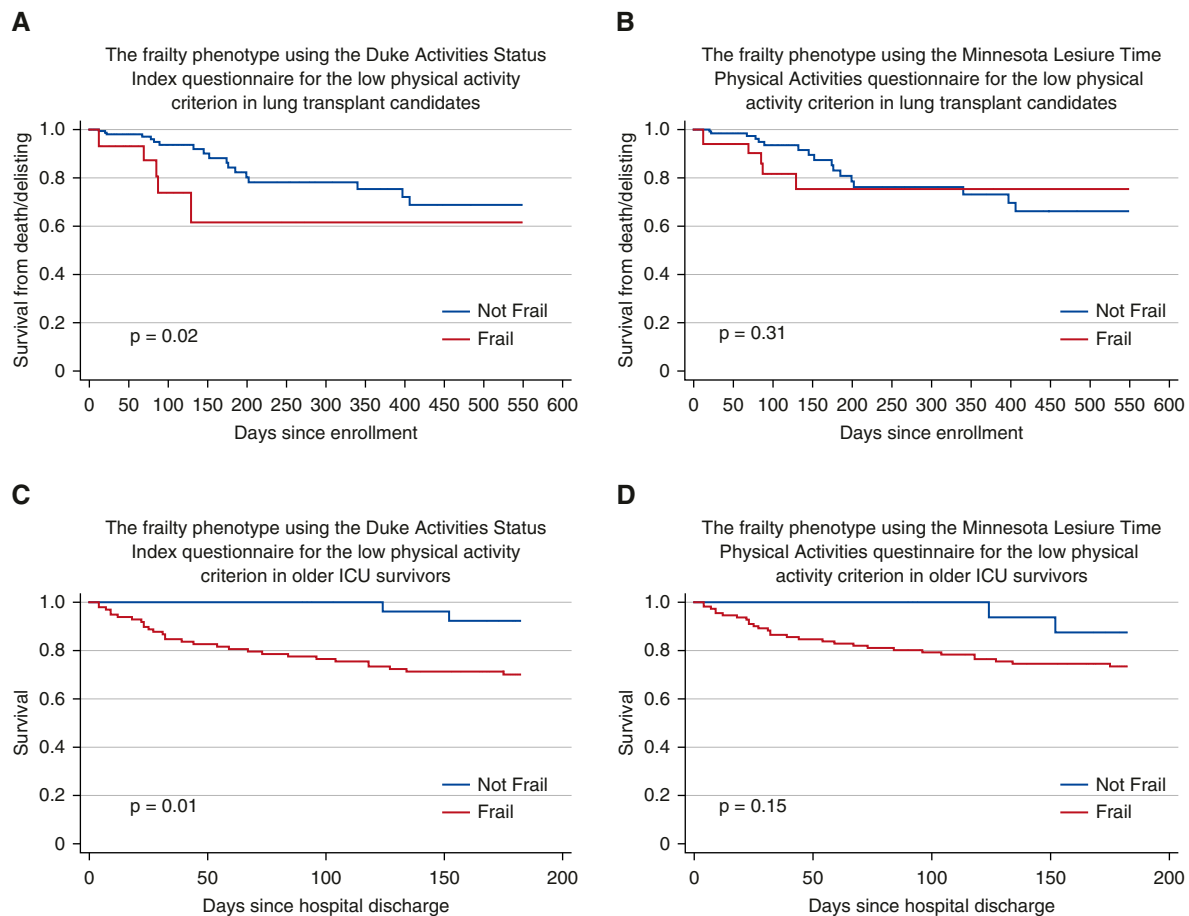 A
The frailty phenotype using the Duke Activities Status
Index questionnaire for the low physical activity
criterion in lung transplant candidates
Survival from death/delisting
1.0
0.8
0.6
0.4
0.2
0
Not Frail
Frail
p = 0.02
0 50 100 150 200 250 300 350 400 450 500 550 600
Days since enrollment
B
The frailty phenotype using the Minnesota Lesiure Time
Physical Activities questionnaire for the low physical
activity criterion in lung transplant candidates
Survival from death/delisting
1.0
0.8
0.6
0.4
0.2
0
Not Frail
Frail
p = 0.31
0 50 100 150 200 250 300 350 400 450 500 550 600
Days since enrollment
C
The frailty phenotype using the Duke Activities Status
Index questionnaire for the low physical activity
criterion in older ICU survivors
Survival
1.0
0.8
0.6
0.4
0.2
0
Not Frail
Frail
p = 0.01
0 50 100 150 200
Days since hospital discharge
D
The frailty phenotype using the Minnesota Lesiure Time
Physical Activities questinnaire for the low physical
activity criterion in older ICU survivors
Survival
1.0
0.8
0.6
0.4
0.2
0
Not Frail
Frail
p = 0.15
0 50 100 150 200
Days since hospital discharge